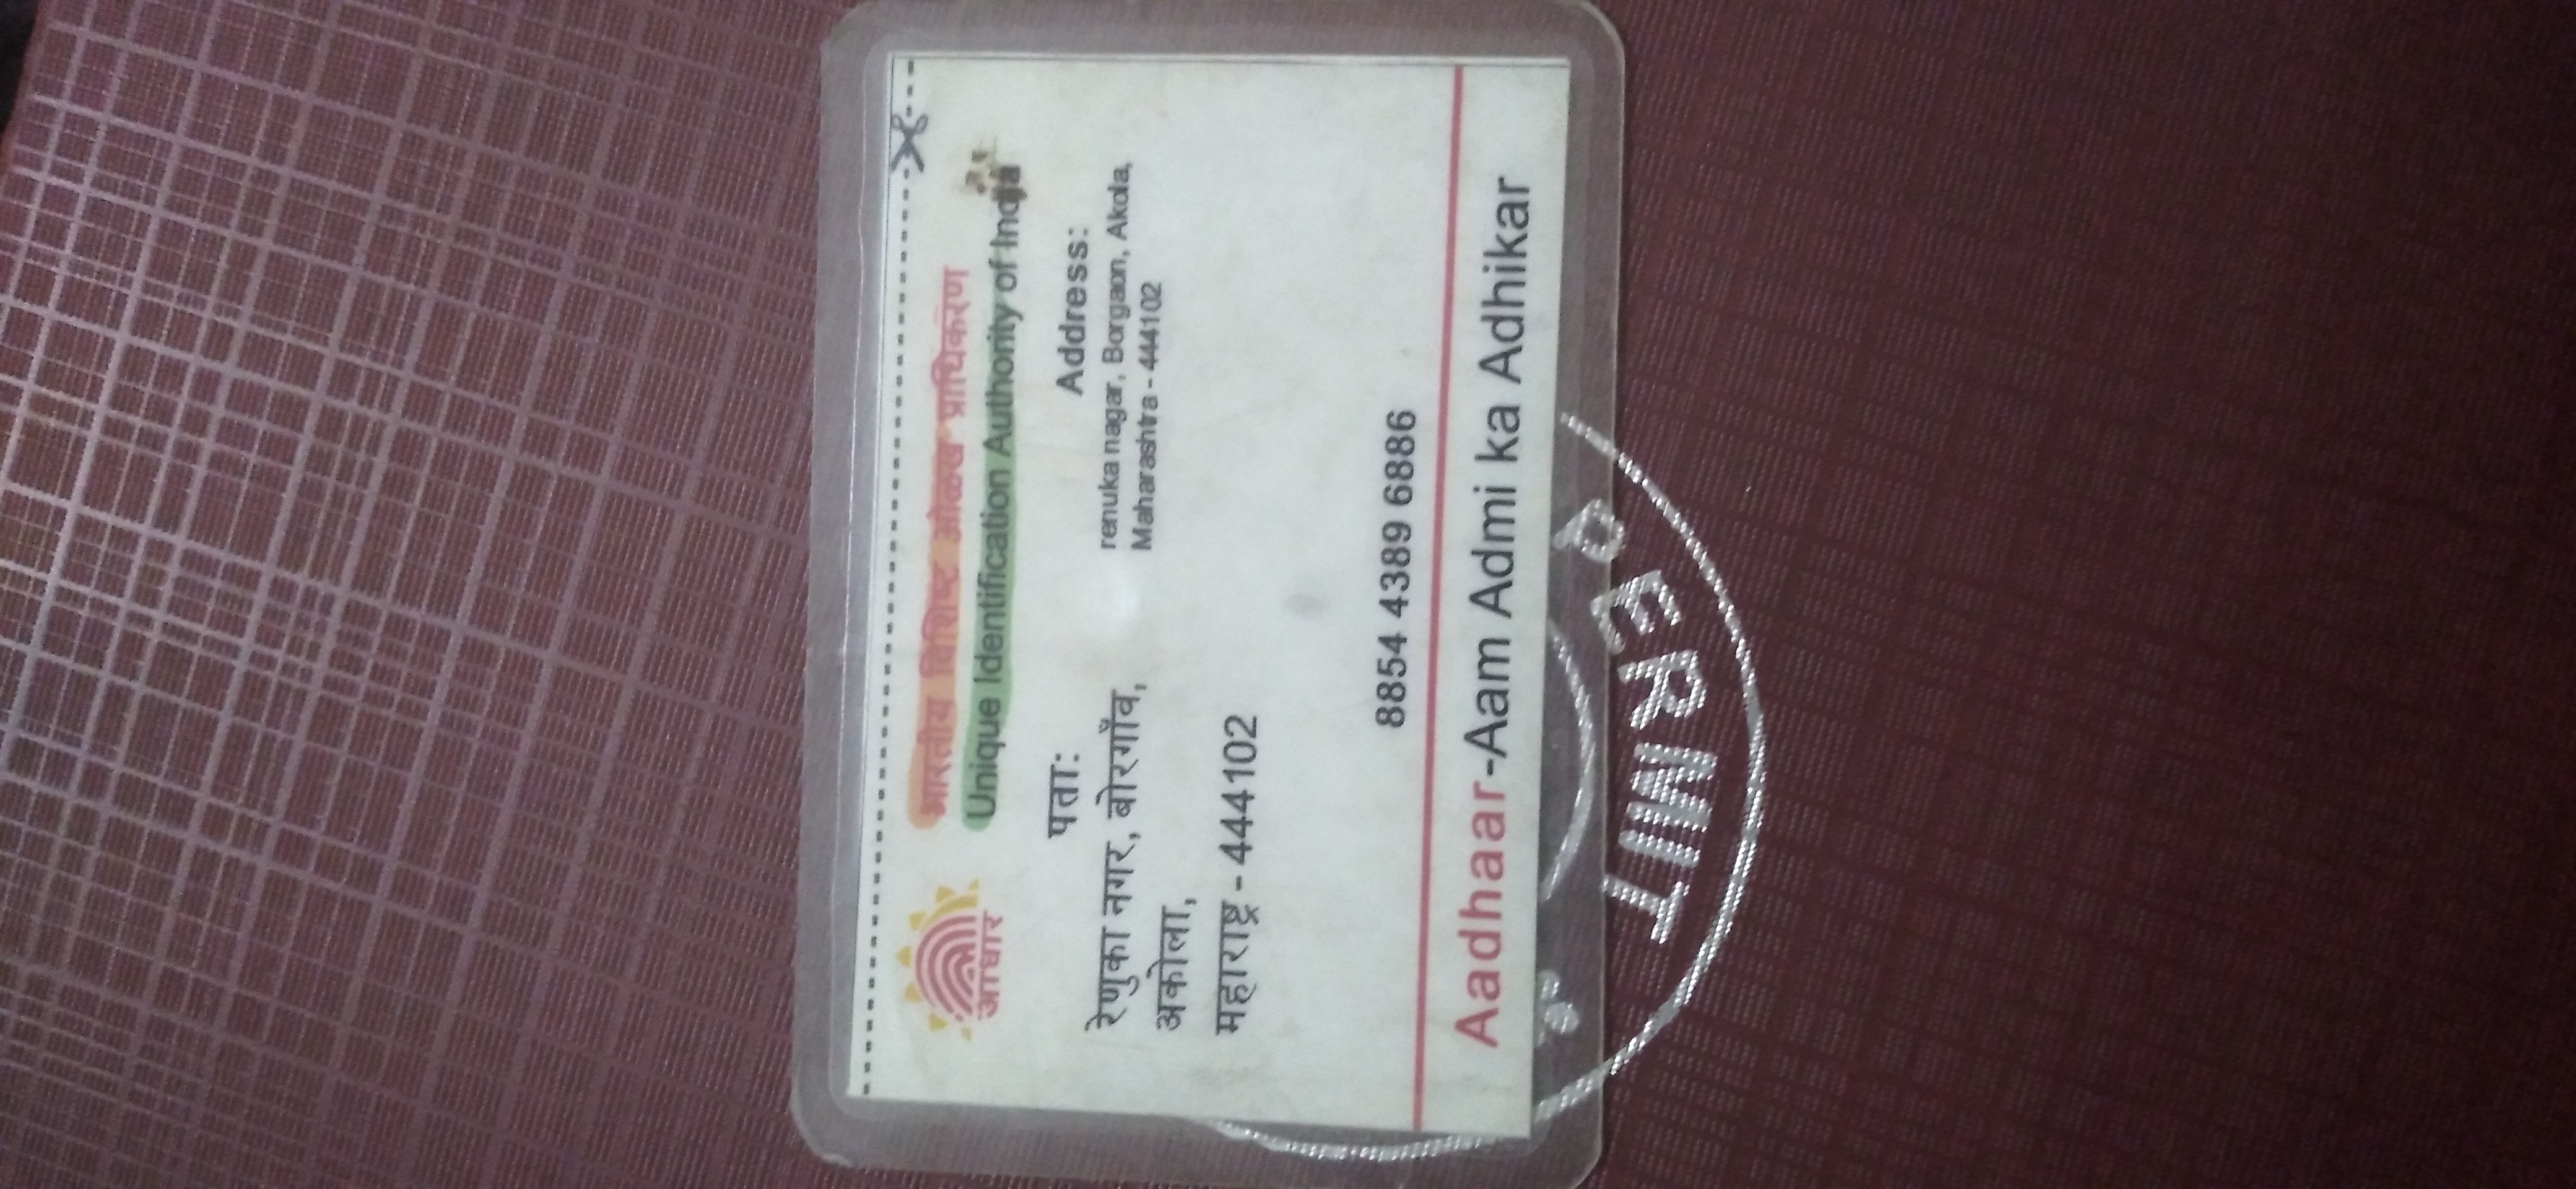 भारतीय विशिष्ट ओळख प्राधिकरण
Unique Identification Authority of India
आधार
पता:
रेणुका नगर, बोरगाँव,
अकोला,
महाराष्ट्र - 444102
Address:
renuka nagar, Borgaon, Akola,
Maharashtra - 444102
8854 4389 6886
Aadhaar-Aam Admi ka Adhikar
PERMIT